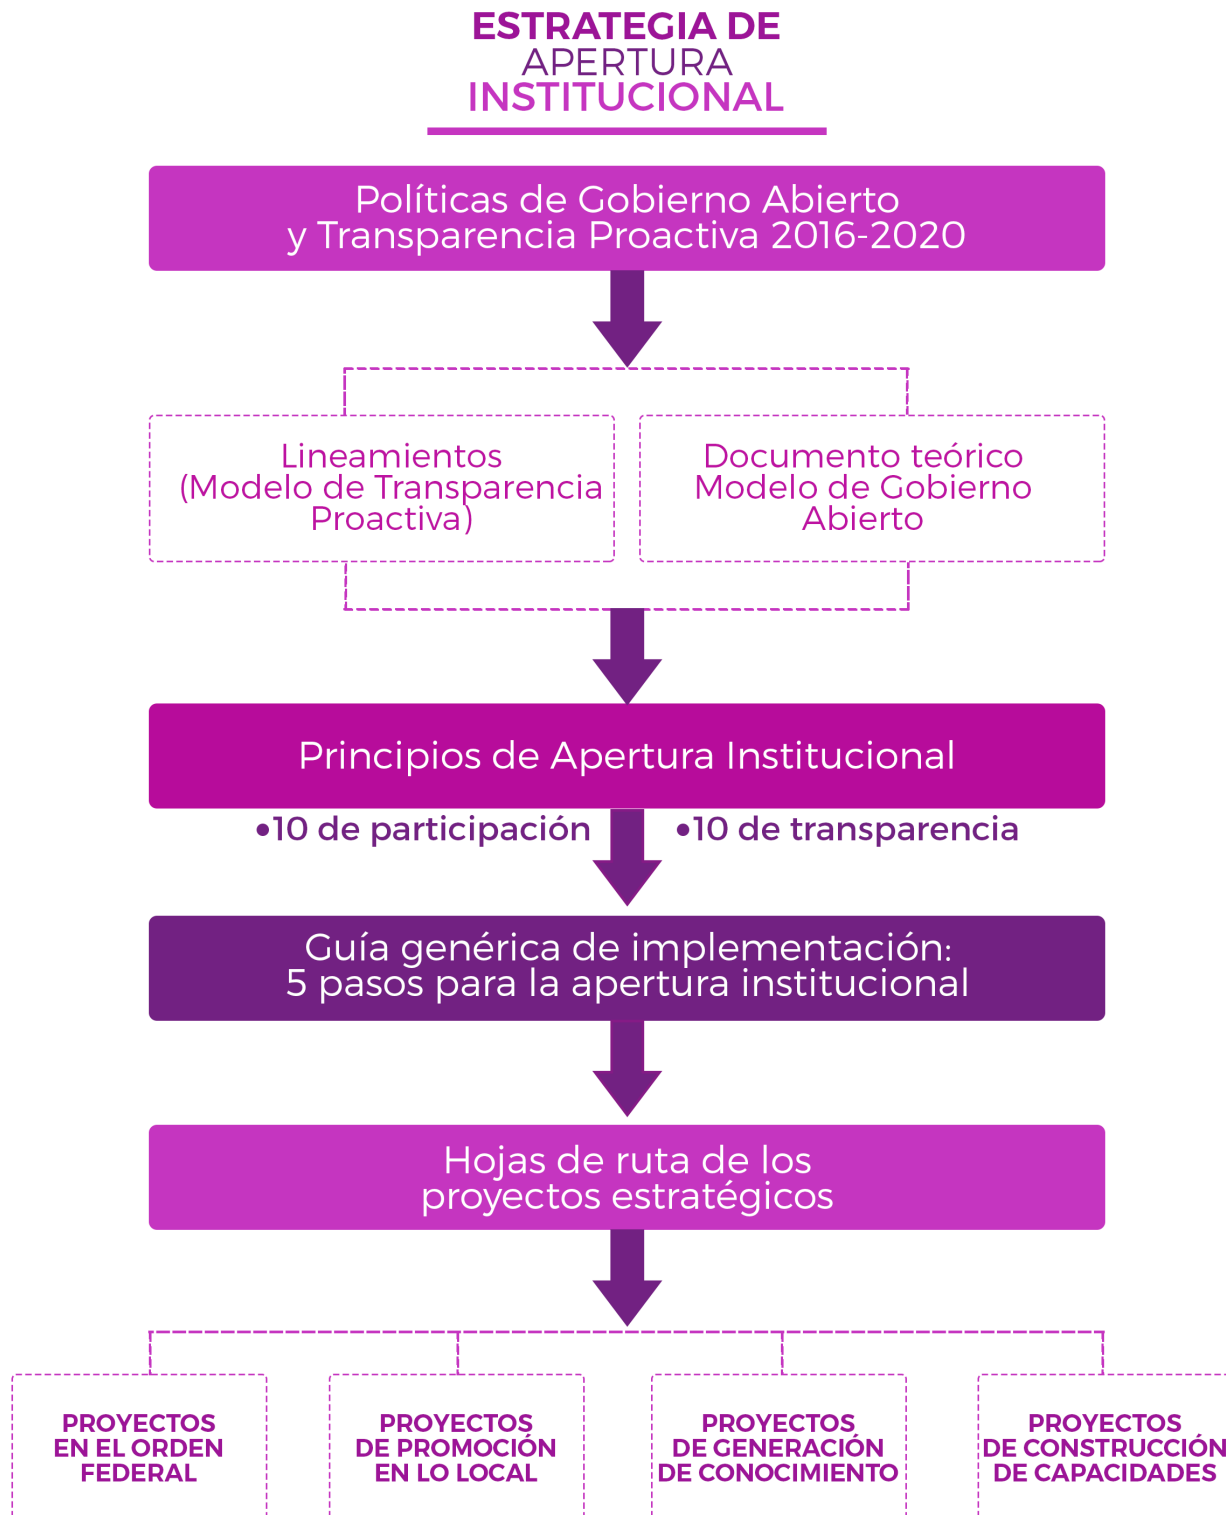 ESTRATEGIA DE
APERTURA
INSTITUCIONAL
Políticas de Gobierno Abierto
y Transparencia Proactiva 2016-2020
Lineamientos
(Modelo de Transparencia
Proactiva)
Documento teórico
Modelo de Gobierno
Abierto
Principios de Apertura Institucional
•10 de participación
•10 de transparencia
Guía genérica de implementación:
5 pasos para la apertura institucional
Hojas de ruta de los
proyectos estratégicos
PROYECTOS
EN EL ORDEN
FEDERAL
PROYECTOS
DE PROMOCIÓN
EN LO LOCAL
PROYECTOS
DE GENERACIÓN
DE CONOCIMIENTO
PROYECTOS
DE CONSTRUCCIÓN
DE CAPACIDADES